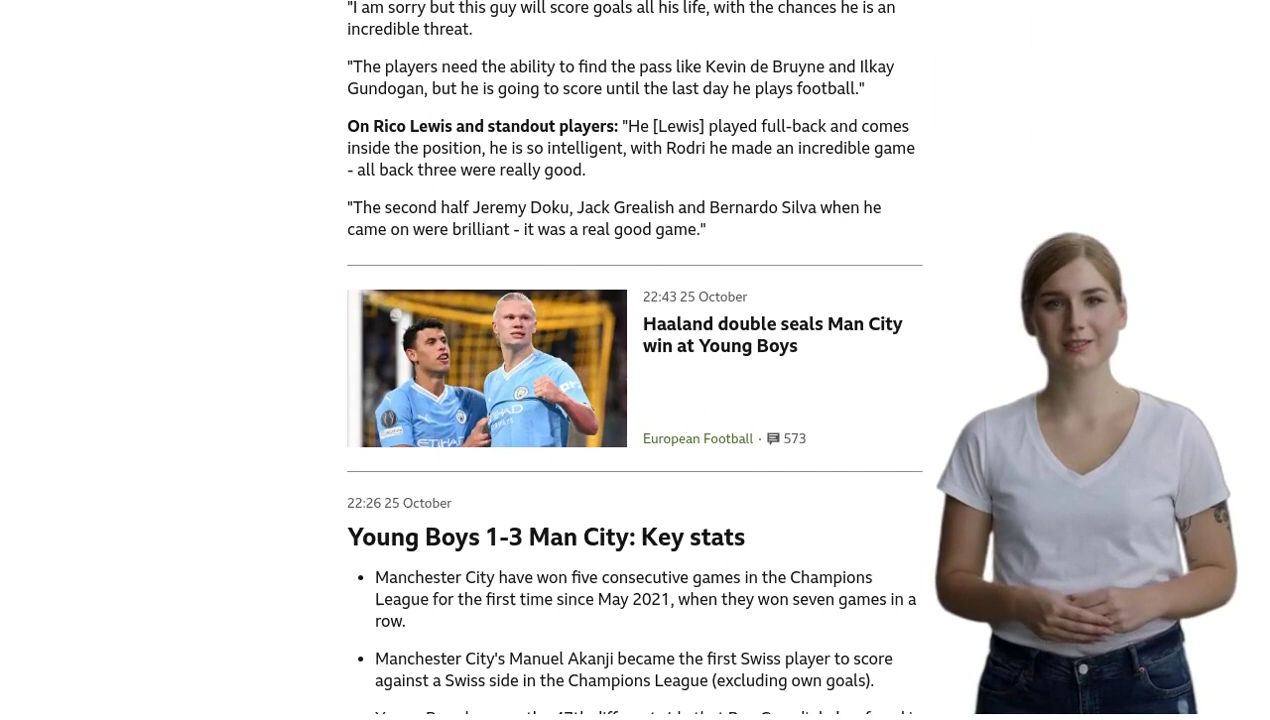 "I am sorry but this guy will score goals all his life, with the chances he is an
incredible threat.
"The players need the ability to find the pass like Kevin de Bruyne and Ilkay
Gundogan, but he is going to score until the last day he plays football."
On Rico Lewis and standout players: "He [Lewis] played full-back and comes
inside the position, he is so intelligent, with Rodri he made an incredible game
- all back three were really good.
"The second half Jeremy Doku, Jack Grealish and Bernardo Silva when he
came on were brilliant - it was a real good game."
22:43 25 October
Haaland double seals Man City
win at Young Boys
European Football · 573
22:26 25 October
Young Boys 1-3 Man City: Key stats
• Manchester City have won five consecutive games in the Champions
League for the first time since May 2021, when they won seven games in a
row.
• Manchester City's Manuel Akanji became the first Swiss player to score
against a Swiss side in the Champions League (excluding own goals).